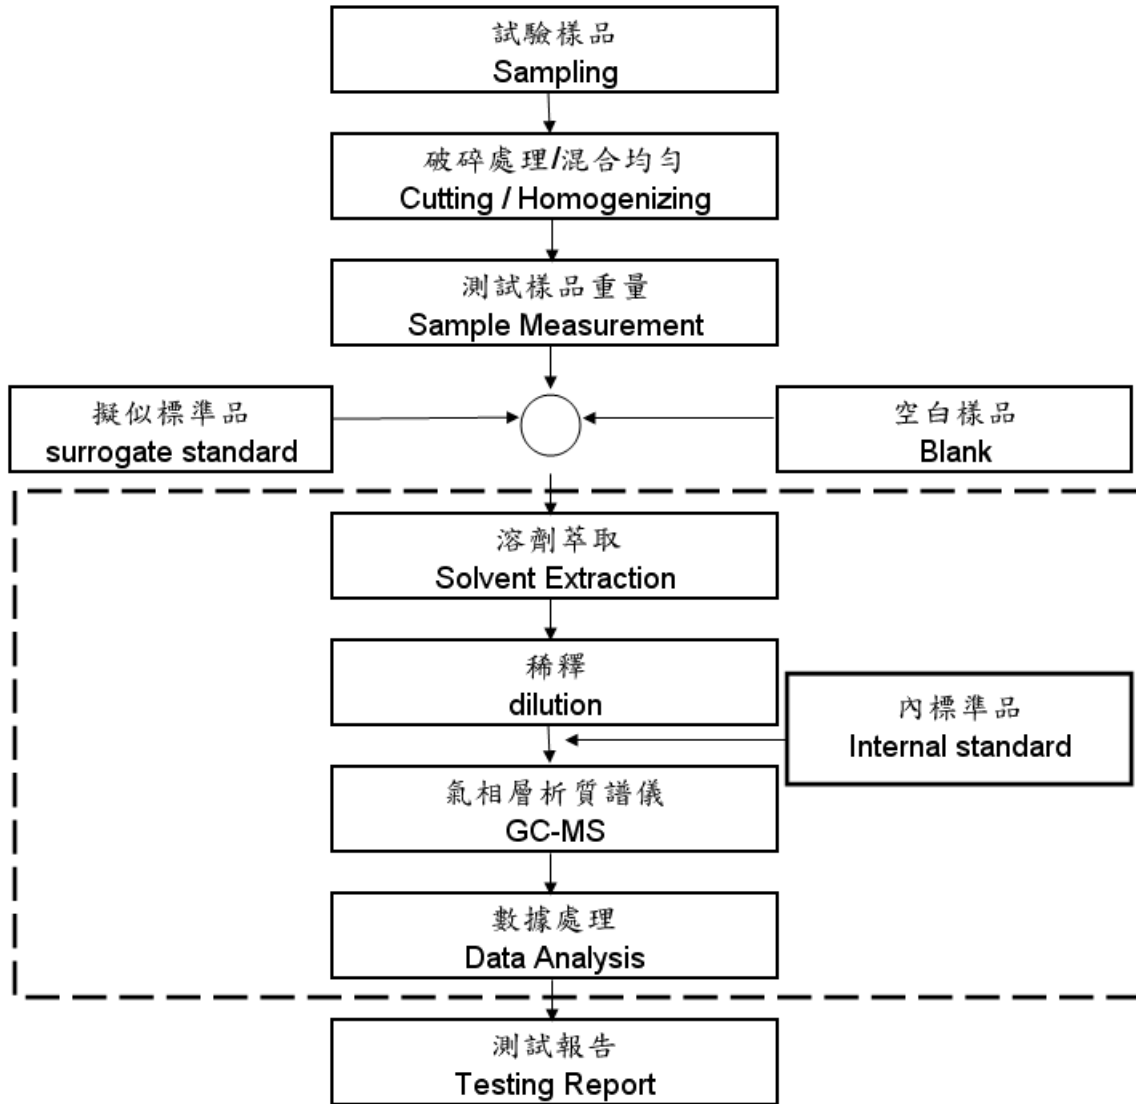 試驗樣品
Sampling
破碎處理/混合均勻
Cutting / Homogenizing
測試樣品重量
Sample Measurement
擬似標準品
surrogate standard
空白樣品
Blank
溶劑萃取
Solvent Extraction
稀釋
dilution
內標準品
Internal standard
氣相層析質譜儀
GC-MS
數據處理
Data Analysis
測試報告
Testing Report